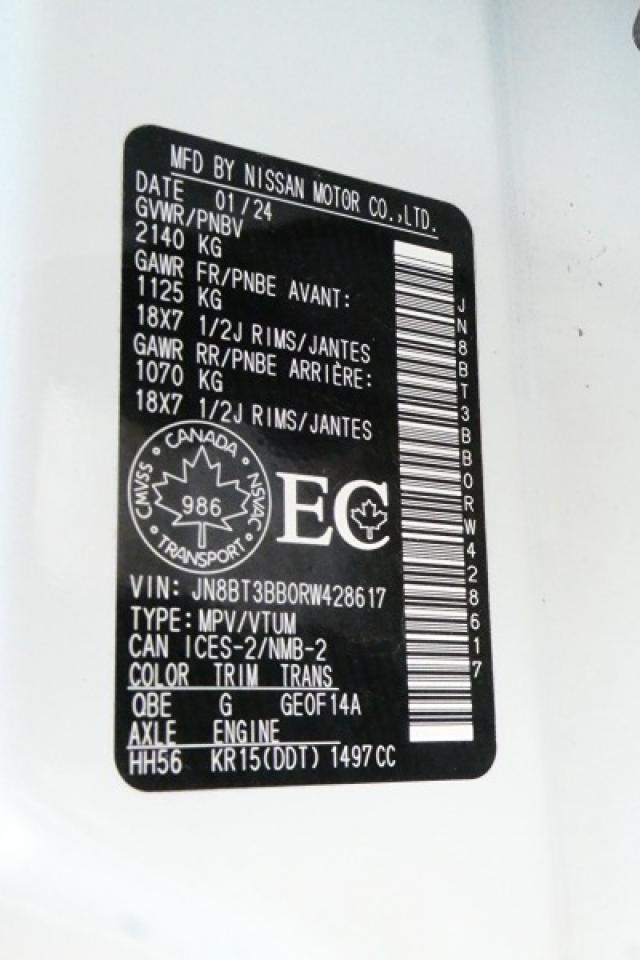 MFD BY NISSAN MOTOR CO.,LTD.
DATE 01/24
GVWR/PNBV
2140 KG
GAWR FR/PNBE AVANT:
1125 KG
18X7 1/2J RIMS/JANTES
GAWR RR/PNBE ARRIÈRE:
1070 KG
18X7 1/2J RIMS/JANTES
CANADA
CMVSS
NSVAC
986
TRANSPORT
EC
VIN: JN8BT3BB0RW428617
TYPE: MPV/VTUM
CAN ICES-2/NMB-2
COLOR TRIM TRANS
QBE G GE0F14A
AXLE ENGINE
HH56 KR15(DDT) 1497CC
JN8BT3BB0RW428617